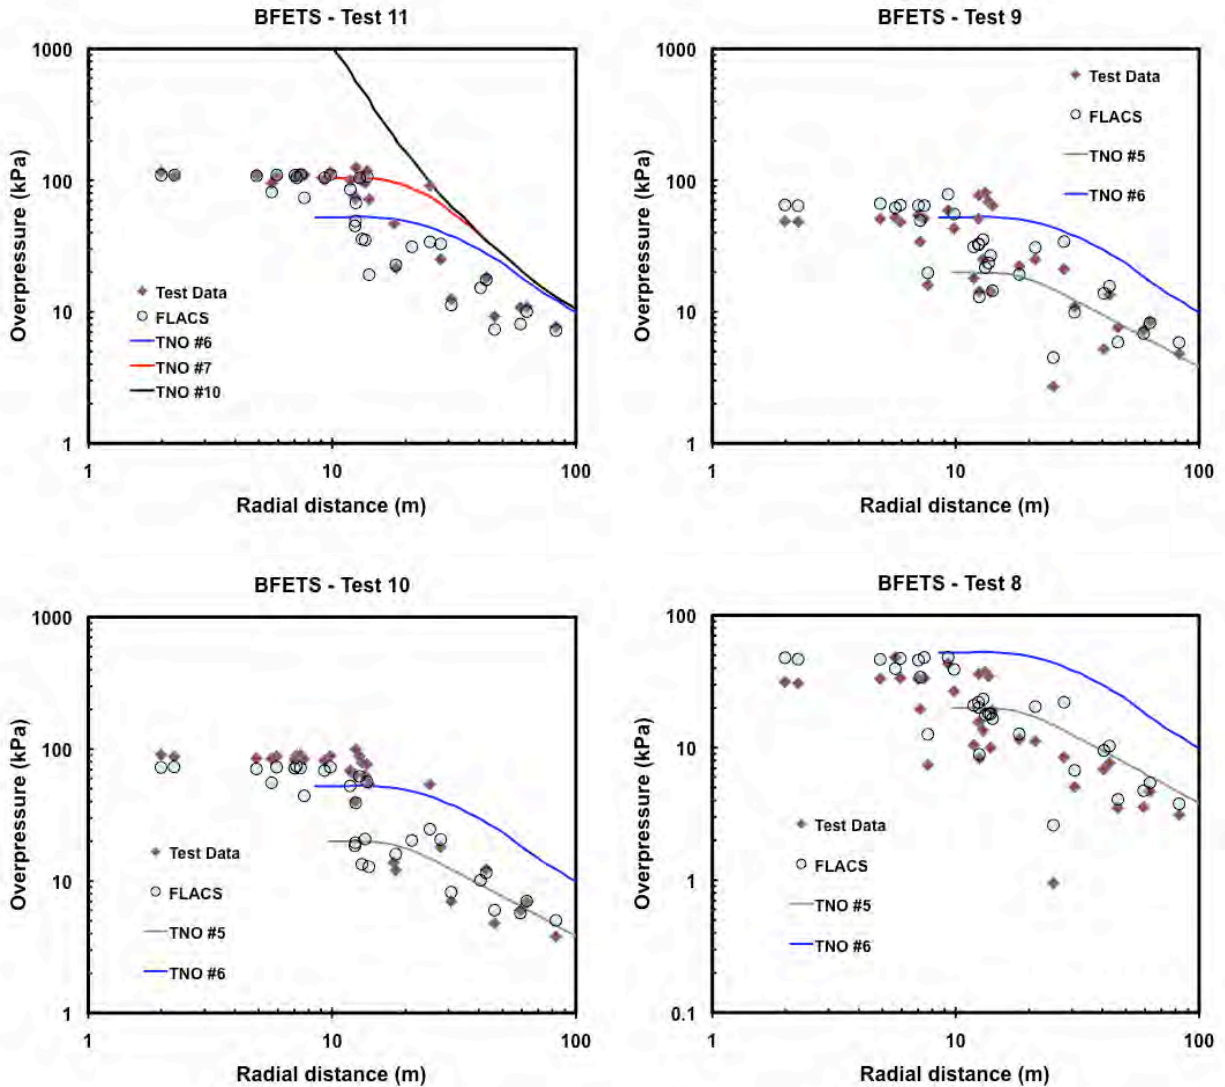 BFETS - Test 11
1000
100
10
1
Overpressure (kPa)
Test Data
FLACS
TNO #6
TNO #7
TNO #10
1
10
100
Radial distance (m)
BFETS - Test 9
1000
100
10
1
Overpressure (kPa)
Test Data
FLACS
TNO #5
TNO #6
1
10
100
Radial distance (m)
BFETS - Test 10
1000
100
10
1
Overpressure (kPa)
Test Data
FLACS
TNO #5
TNO #6
1
10
100
Radial distance (m)
BFETS - Test 8
100
10
1
0.1
Overpressure (kPa)
Test Data
FLACS
TNO #5
TNO #6
1
10
100
Radial distance (m)